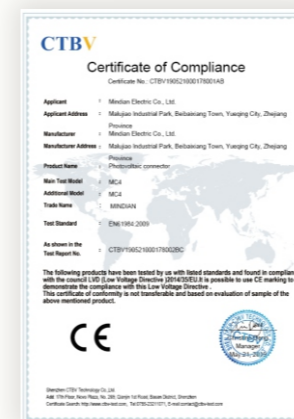 CTBV
Certificate of Compliance
Certificate No.: CTBV190521000178001AB
Applicant : Mindian Electric Co., Ltd.
Applicant Address : Malujiao Industrial Park, Beibaixiang Town, Yueqing City, Zhejiang
Province
Manufacturer : Mindian Electric Co., Ltd.
Manufacturer Address : Malujiao Industrial Park, Beibaixiang Town, Yueqing City, Zhejiang
Province
Product Name : Photovoltaic connector
Main Test Model : MC4
Additional Model : MC4
Trade Name : MINDIAN
Test Standard : EN61984:2009
As shown in the
Test Report No. : CTBV190521000178002BC
The following products have been tested by us with listed standards and found in complian
with the council LVD (Low Voltage Directive )2014/35/EU.It is possible to use CE marking to
demonstrate the compliance with this Low Voltage Directive .
This certificate of conformity is not transferable and based on evaluation of sample of the
above mentioned product.
CE
Manager
Shenzhen CTBV Technology Co.,Ltd.